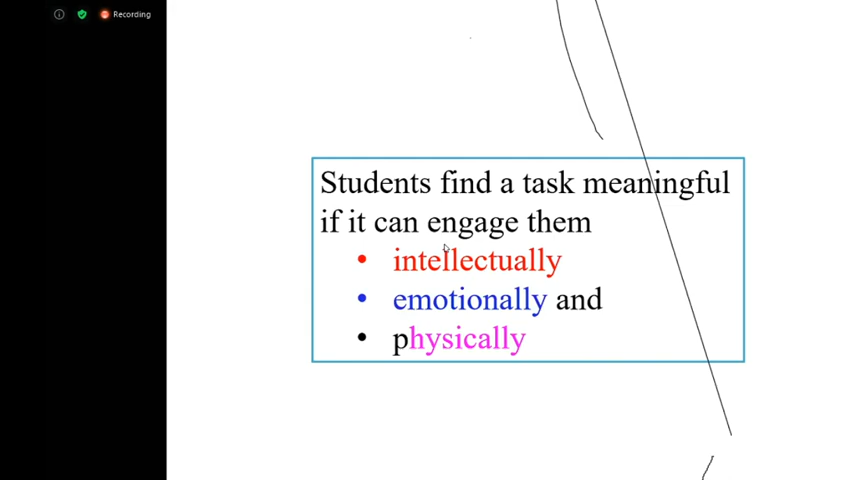 Recording
Students find a task meaningful
if it can engage them
• intellectually
• emotionally and
• physically